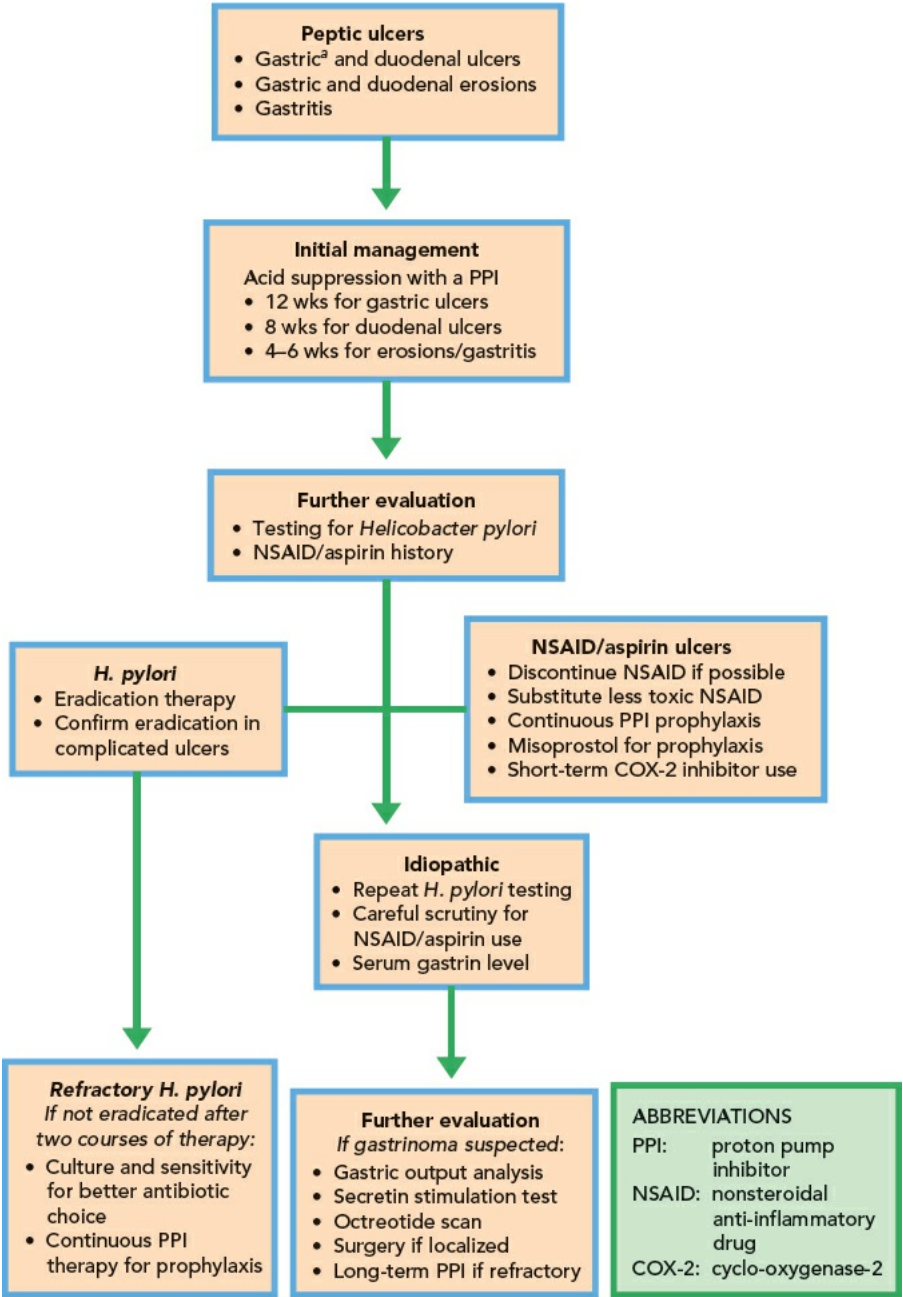 Peptic ulcers
• Gastricᵃ and duodenal ulcers
• Gastric and duodenal erosions
• Gastritis
Initial management
Acid suppression with a PPI
• 12 wks for gastric ulcers
• 8 wks for duodenal ulcers
• 4–6 wks for erosions/gastritis
Further evaluation
• Testing for Helicobacter pylori
• NSAID/aspirin history
H. pylori
• Eradication therapy
• Confirm eradication in
complicated ulcers
NSAID/aspirin ulcers
• Discontinue NSAID if possible
• Substitute less toxic NSAID
• Continuous PPI prophylaxis
• Misoprostol for prophylaxis
• Short-term COX-2 inhibitor use
Idiopathic
• Repeat H. pylori testing
• Careful scrutiny for
NSAID/aspirin use
• Serum gastrin level
Refractory H. pylori
If not eradicated after
two courses of therapy:
• Culture and sensitivity
for better antibiotic
choice
• Continuous PPI
therapy for prophylaxis
Further evaluation
If gastrinoma suspected:
• Gastric output analysis
• Secretin stimulation test
• Octreotide scan
• Surgery if localized
• Long-term PPI if refractory
ABBREVIATIONS
PPI: proton pump
inhibitor
NSAID: nonsteroidal
anti-inflammatory
drug
COX-2: cyclo-oxygenase-2